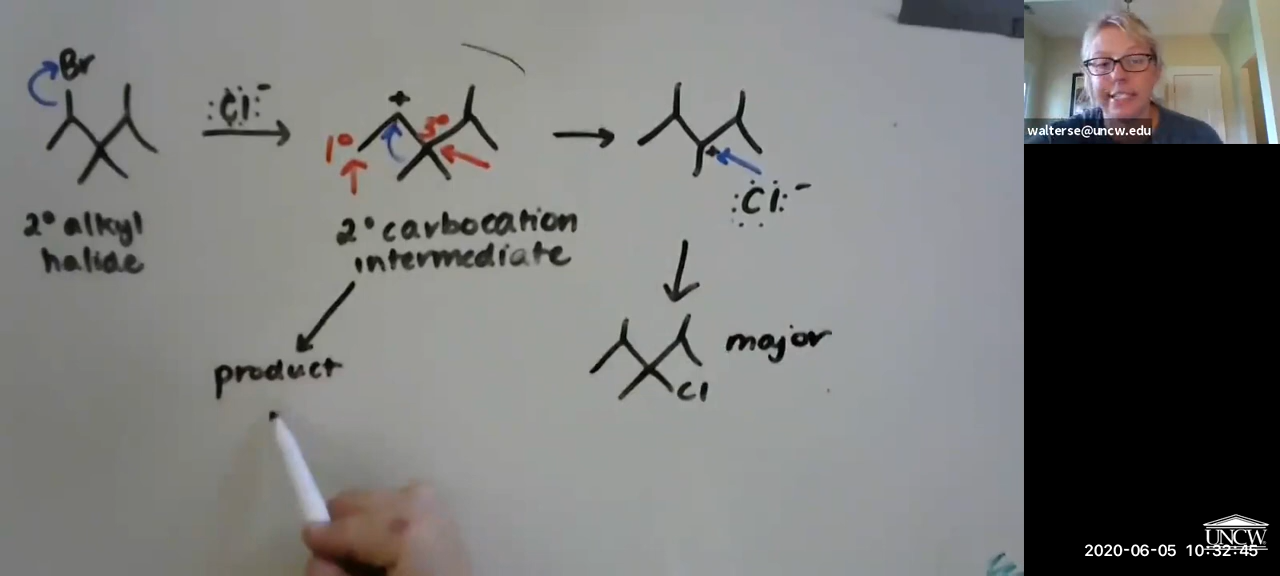 Br
:Cl:⁻
+
1°
3°
+
:Cl:⁻
2° alkyl
halide
2° carbocation
intermediate
product
major
Cl
walterse@uncw.edu
UNCW
2020-06-05 10:32:45